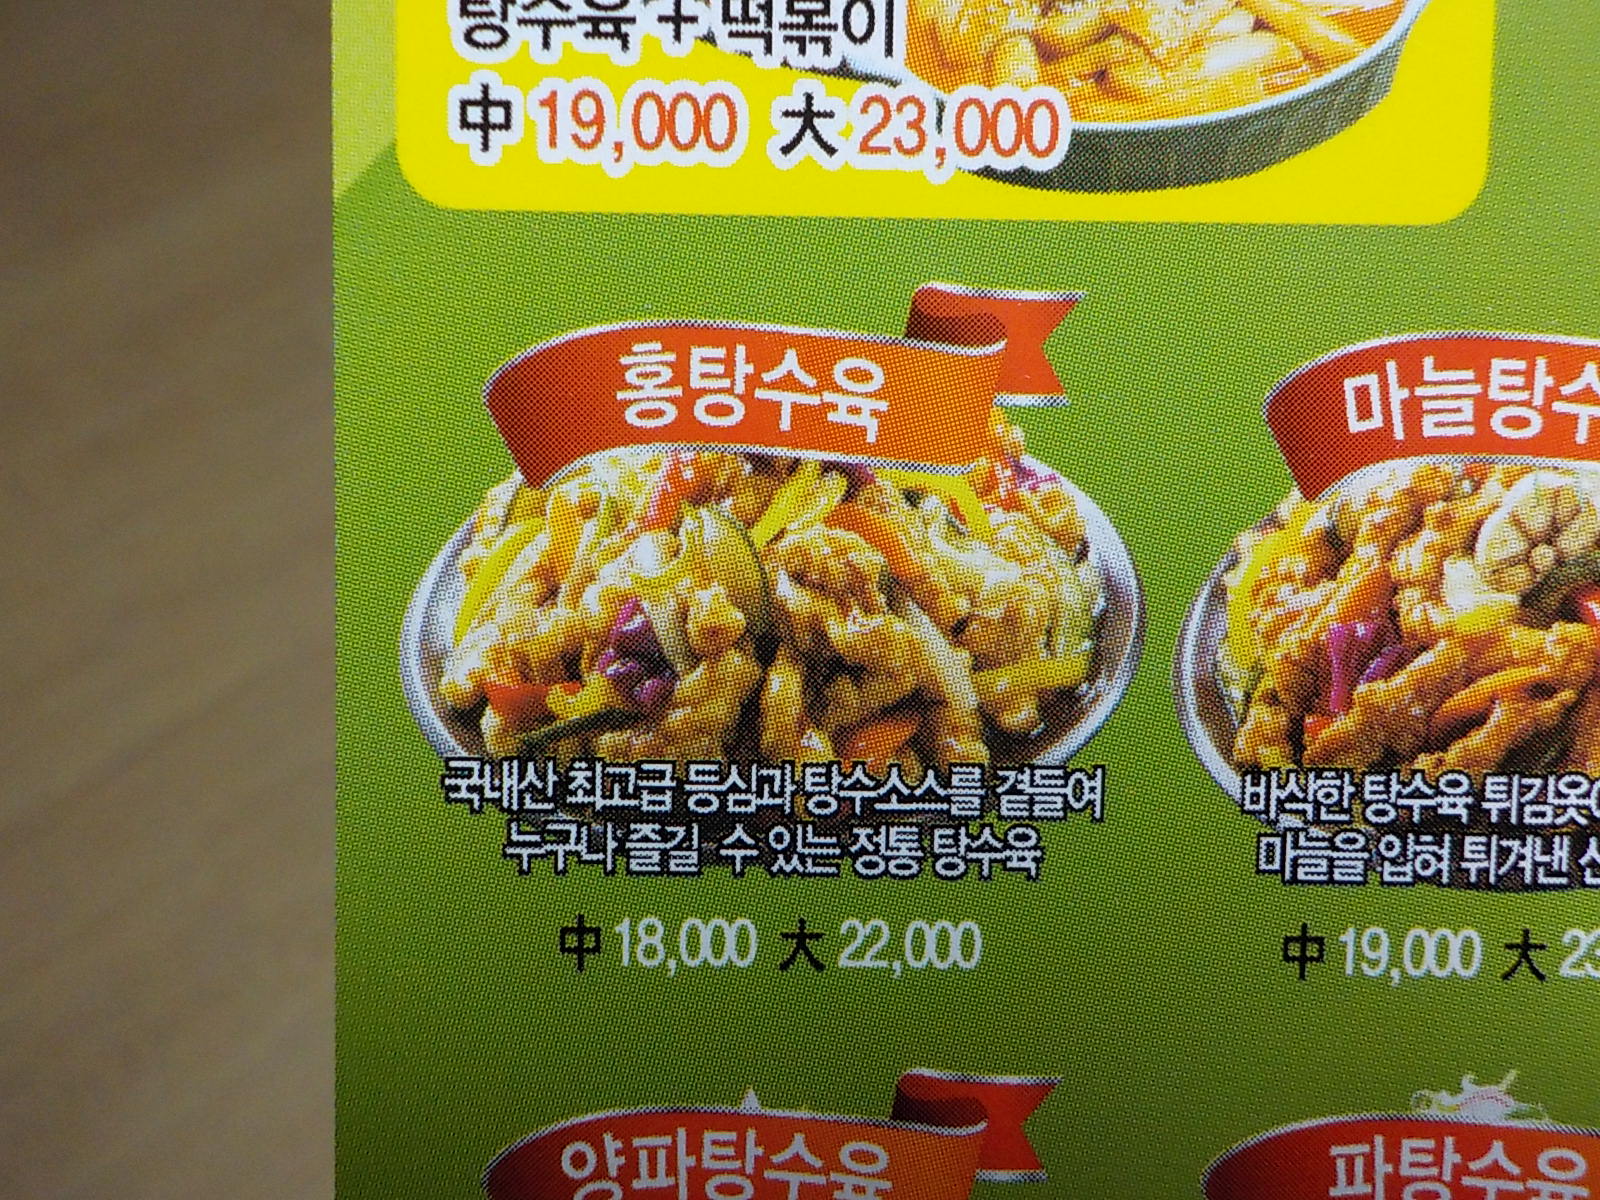 탕수육 + 떡볶이
中 19,000 大 23,000
홍탕수육
국내산 최고급 등심과 탕수소스를 곁들여
누구나 즐길 수 있는 정통 탕수육
中 18,000 大 22,000
마늘탕수
바삭한 탕수육 튀김옷에
마늘을 입혀 튀겨낸
中 19,000 大 23
양파탕수육
파탕수육